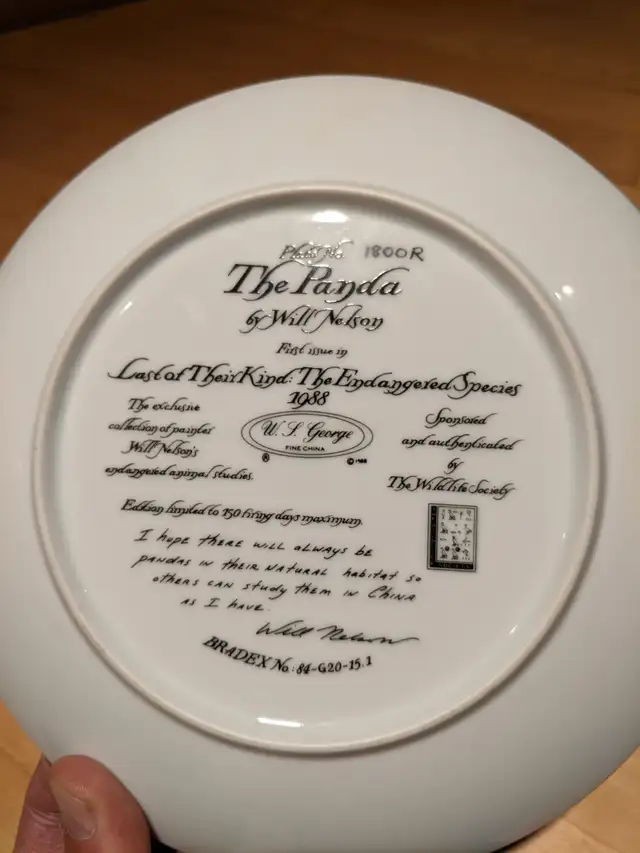 Plate No. 1800R
The Panda
by Will Nelson
First issue in
Last of Their Kind: The Endangered Species
1988
The exclusive
collection of painter
Will Nelson's
endangered animal studies.
W. S. George
FINE CHINA
® © 1988
Sponsored
and authenticated
by
The Wildlife Society
Edition limited to 150 firing days maximum.
I hope there will always be
pandas in their natural habitat so
others can study them in China
as I have.
Will Nelson
BRADEX No: 84-G20-15.1